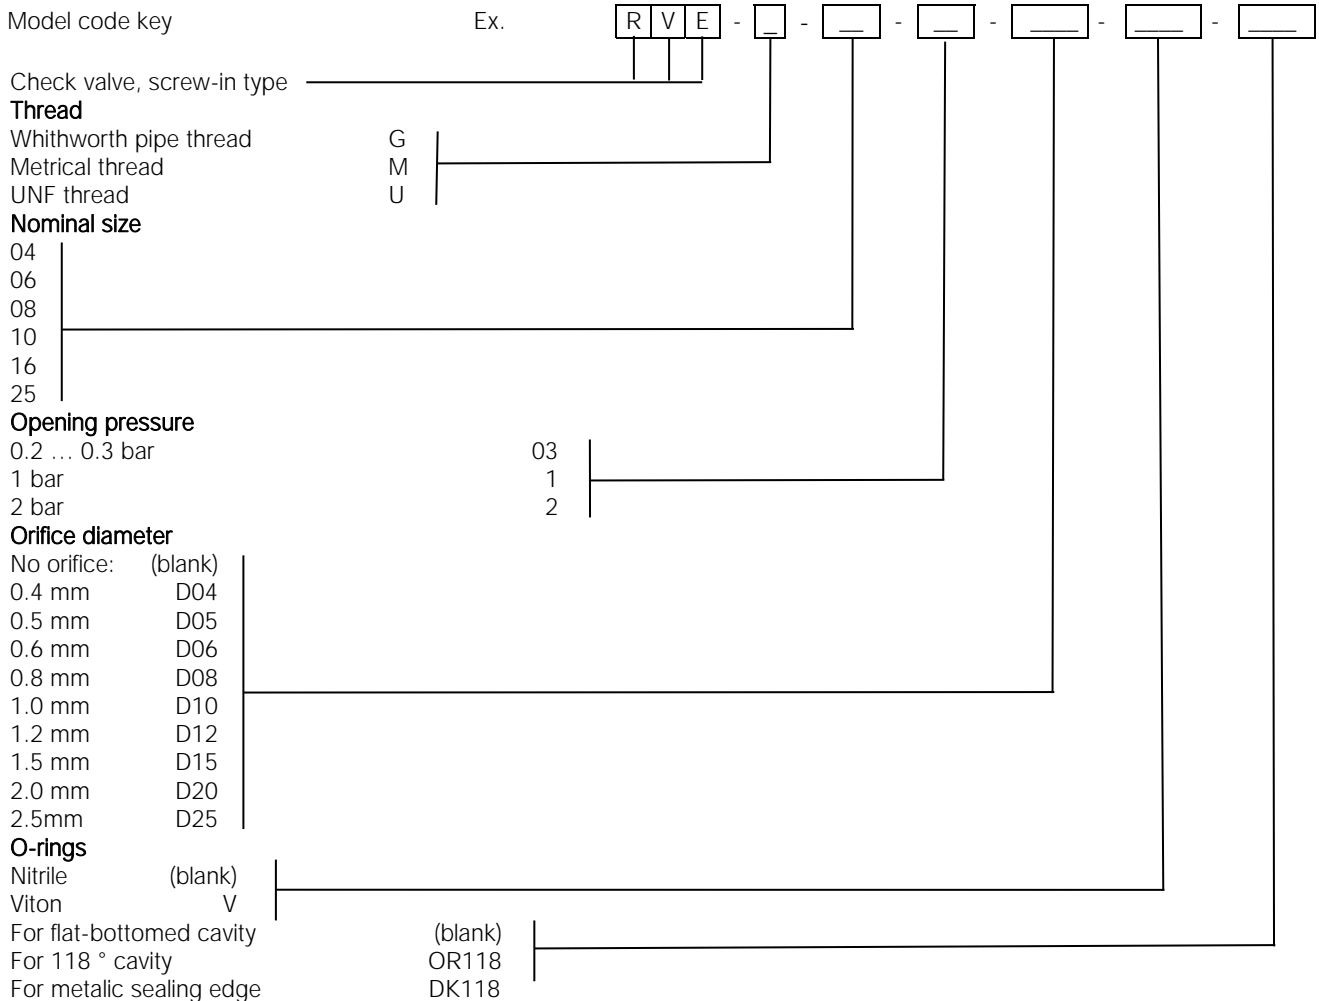 Model code key Ex. R V E - _ - __ - __ - ____ - ____ - ____
Check valve, screw-in type
Thread
Whithworth pipe thread G
Metrical thread M
UNF thread U
Nominal size
04
06
08
10
16
25
Opening pressure
0.2 … 0.3 bar 03
1 bar 1
2 bar 2
Orifice diameter
No orifice: (blank)
0.4 mm D04
0.5 mm D05
0.6 mm D06
0.8 mm D08
1.0 mm D10
1.2 mm D12
1.5 mm D15
2.0 mm D20
2.5mm D25
O-rings
Nitrile (blank)
Viton V
For flat-bottomed cavity (blank)
For 118 ° cavity OR118
For metalic sealing edge DK118